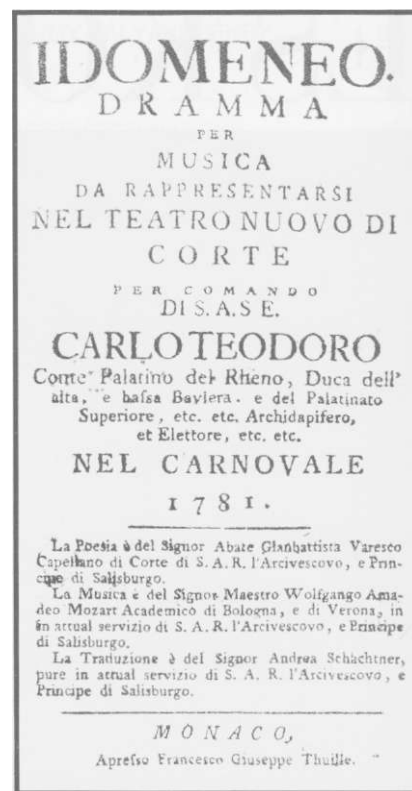 IDOMENEO.
DRAMMA
PER
MUSICA
DA RAPPRESENTARSI
NEL TEATRO NUOVO DI
CORTE
PER COMANDO
DI S. A. S E.
CARLO TEODORO
Conte Palatino del Rheno, Duca dell'
alta, e bassa Baviera. e del Palatinato
Superiore, etc. etc. Archidapifero,
et Elettore, etc. etc.
NEL CARNOVALE
1781.
La Poesia è del Signor Abate Gianbattista Varesco
Capellano di Corte di S. A. R. l'Arcivescovo, e Prin-
cipe di Salisburgo.
La Musica è del Signor Maestro Wolfgango Ama-
deo Mozart Academico di Bologna, e di Verona, in
in attual servizio di S. A. R. l'Arcivescovo, e Principe
di Salisburgo.
La Traduzione è del Signor Andrea Schachtner,
pure in attual servizio di S. A. R. l'Arcivescovo, e
Principe di Salisburgo.
MONACO,
Apresso Francesco Giuseppe Thuille.